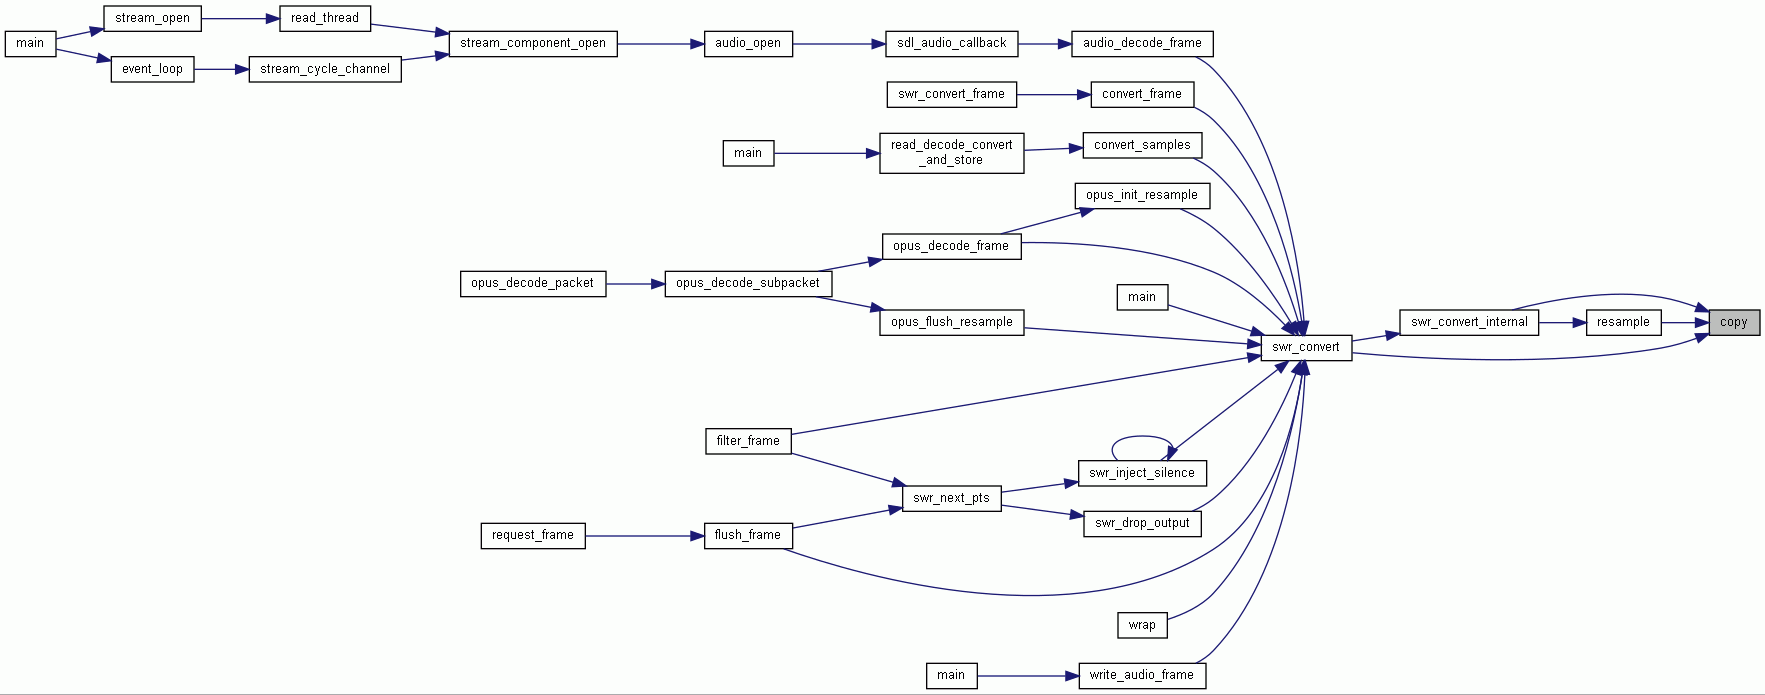 stream_open
read_thread
main
stream_component_open
audio_open
sdl_audio_callback
audio_decode_frame
event_loop
stream_cycle_channel
swr_convert_frame
convert_frame
main
read_decode_convert
_and_store
convert_samples
opus_init_resample
opus_decode_frame
opus_decode_packet
opus_decode_subpacket
main
opus_flush_resample
swr_convert_internal
resample
copy
swr_convert
filter_frame
swr_inject_silence
swr_next_pts
swr_drop_output
request_frame
flush_frame
wrap
main
write_audio_frame